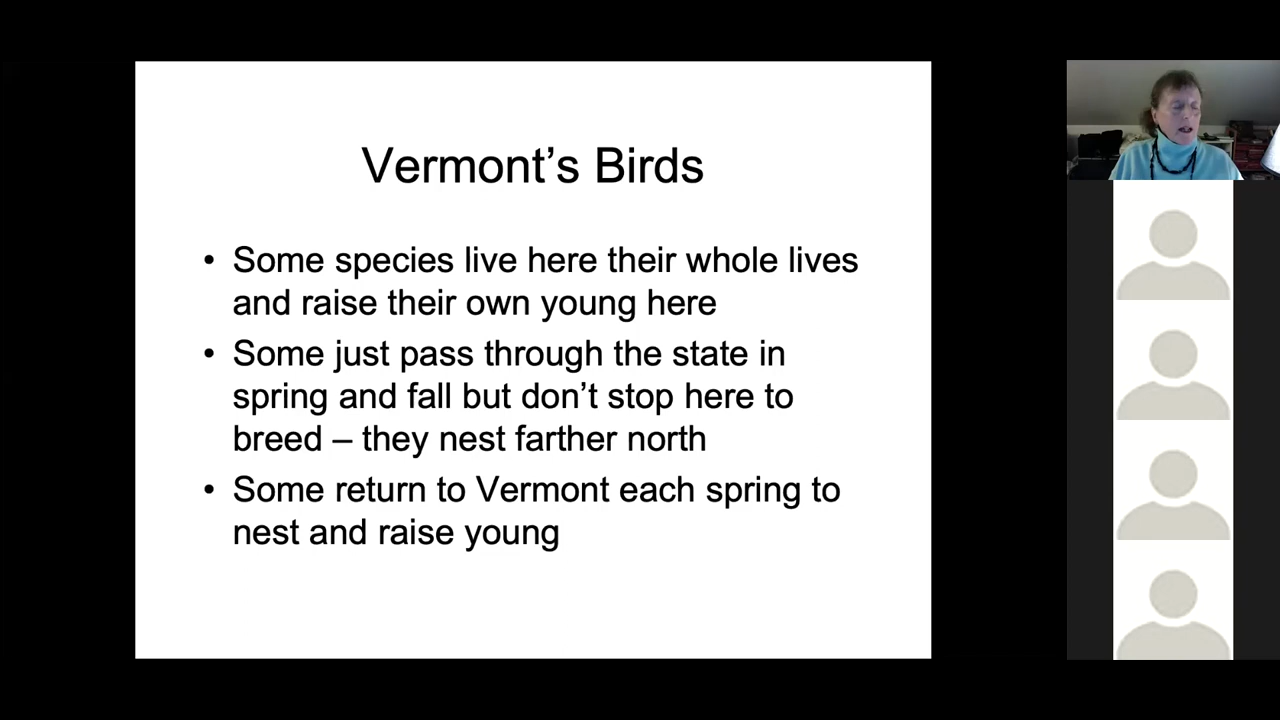 Vermont’s Birds
• Some species live here their whole lives
and raise their own young here
• Some just pass through the state in
spring and fall but don’t stop here to
breed – they nest farther north
• Some return to Vermont each spring to
nest and raise young